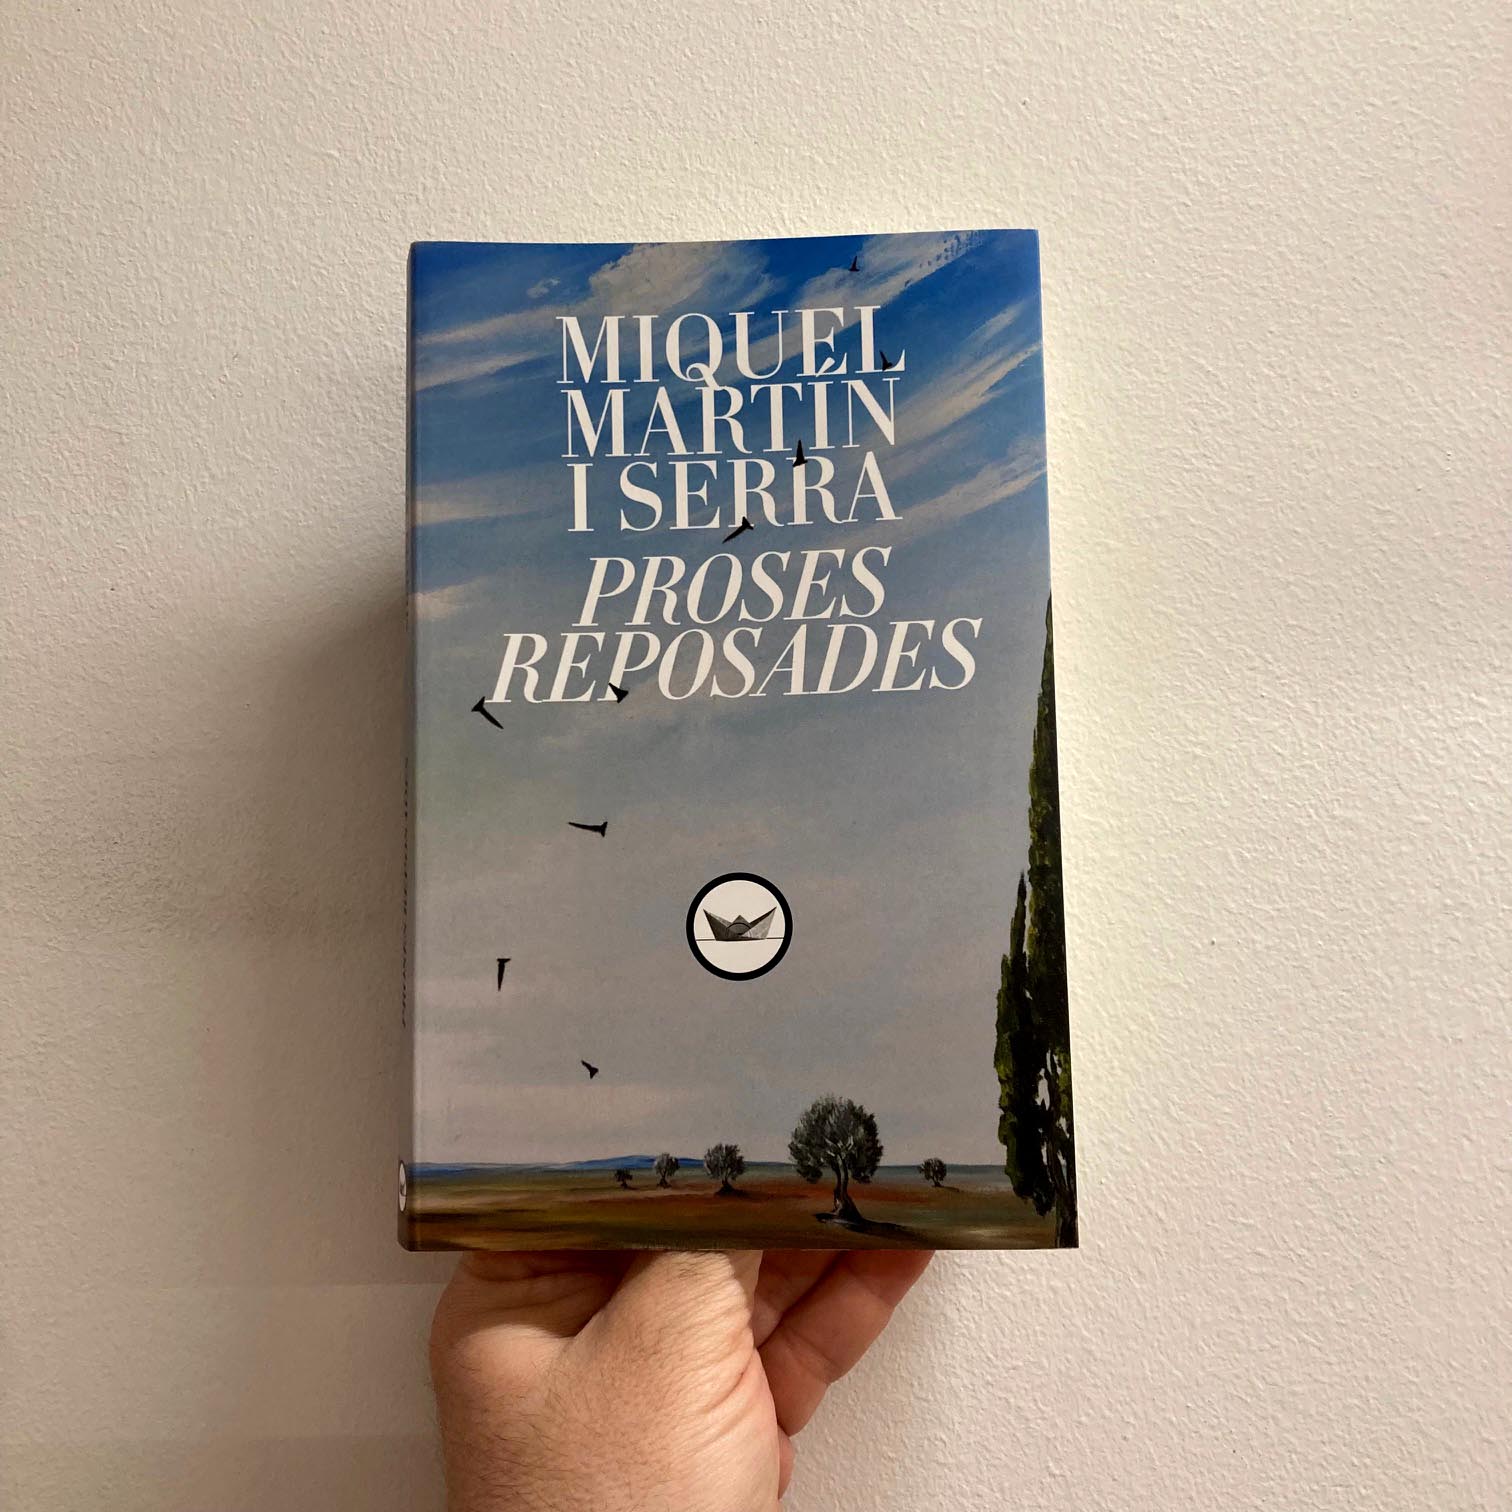 MIQUEL
MARTÍN
I SERRA
PROSES
REPOSADES